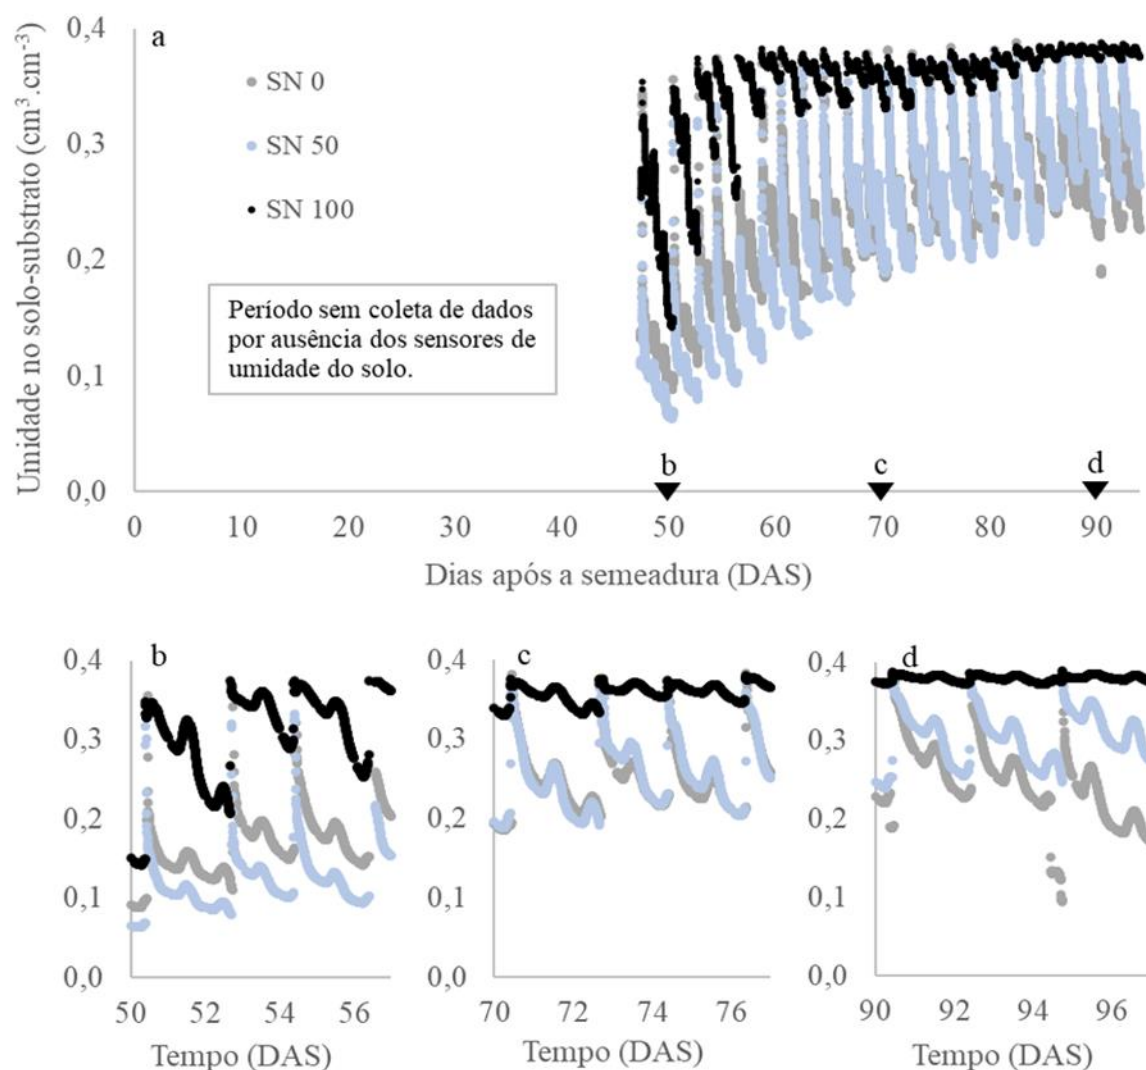 Umidade no solo-substrato (cm³.cm⁻³)
0,4
0,3
0,2
0,1
0,0
a
SN 0
SN 50
SN 100
Período sem coleta de dados
por ausência dos sensores de
umidade do solo.
b c d
0 10 20 30 40 50 60 70 80 90
Dias após a semeadura (DAS)
b
0,4
0,3
0,2
0,1
0,0
50 52 54 56
Tempo (DAS)
c
0,4
0,3
0,2
0,1
0,0
70 72 74 76
Tempo (DAS)
d
0,4
0,3
0,2
0,1
0,0
90 92 94 96
Tempo (DAS)